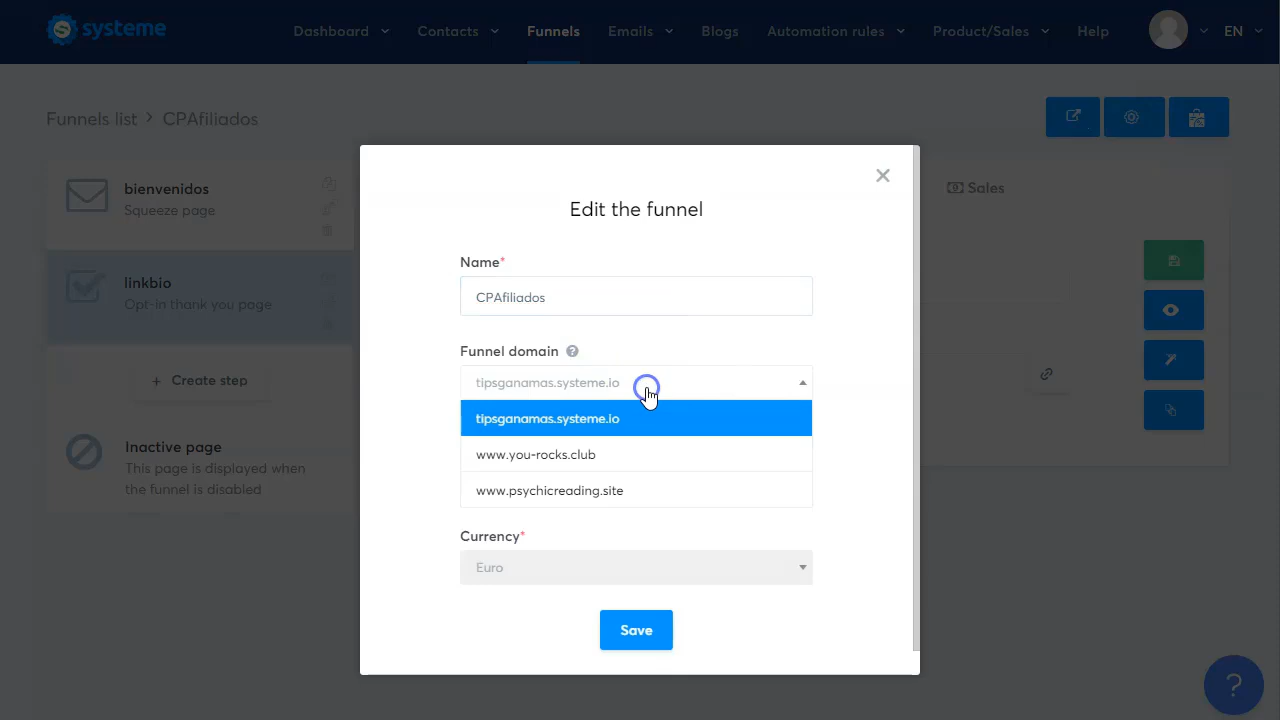 systeme
Dashboard
Contacts
Funnels
Emails
Blogs
Automation rules
Product/Sales
Help
EN
Funnels list > CPAfiliados
bienvenidos
Squeeze page
linkbio
Opt-in thank you page
+ Create step
Inactive page
This page is displayed when
the funnel is disabled
Sales
×
Edit the funnel
Name*
CPAfiliados
Funnel domain ?
tipsganamas.systeme.io
tipsganamas.systeme.io
www.you-rocks.club
www.psychicreading.site
Currency*
Euro
Save
?